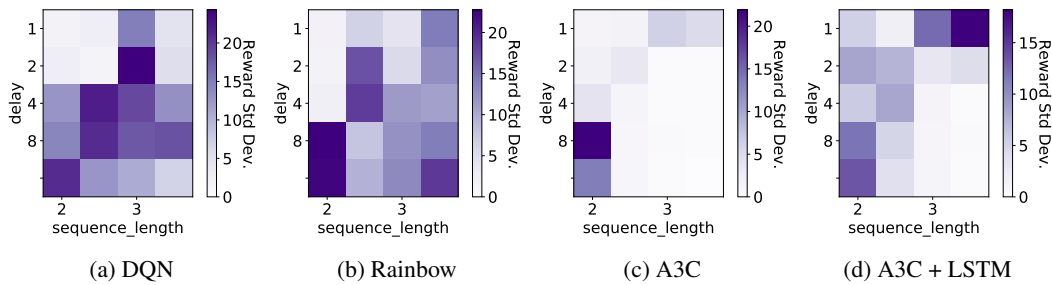 1
2
4
8
delay
2
3
sequence_length
20
15
10
5
0
Reward Std Dev.
(a) DQN
1
2
4
8
delay
2
3
sequence_length
20
15
10
5
0
Reward Std Dev.
(b) Rainbow
1
2
4
8
delay
2
3
sequence_length
20
15
10
5
0
Reward Std Dev.
(c) A3C
1
2
4
8
delay
2
3
sequence_length
15
10
5
0
Reward Std Dev.
(d) A3C + LSTM